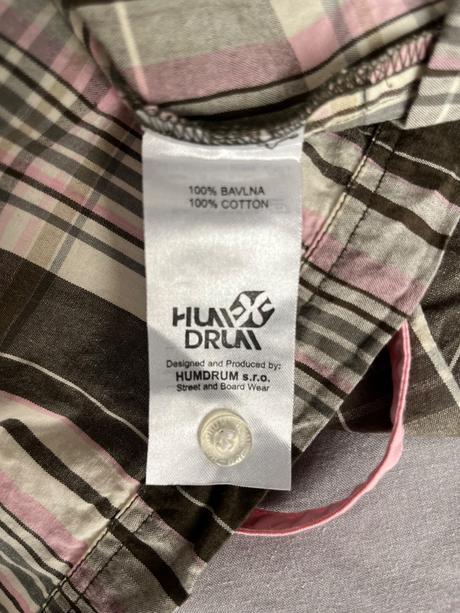 100% BAVLNA
100% COTTON
HUM
DRUM
Designed and Produced by:
HUMDRUM s.r.o.
Street and Board Wear